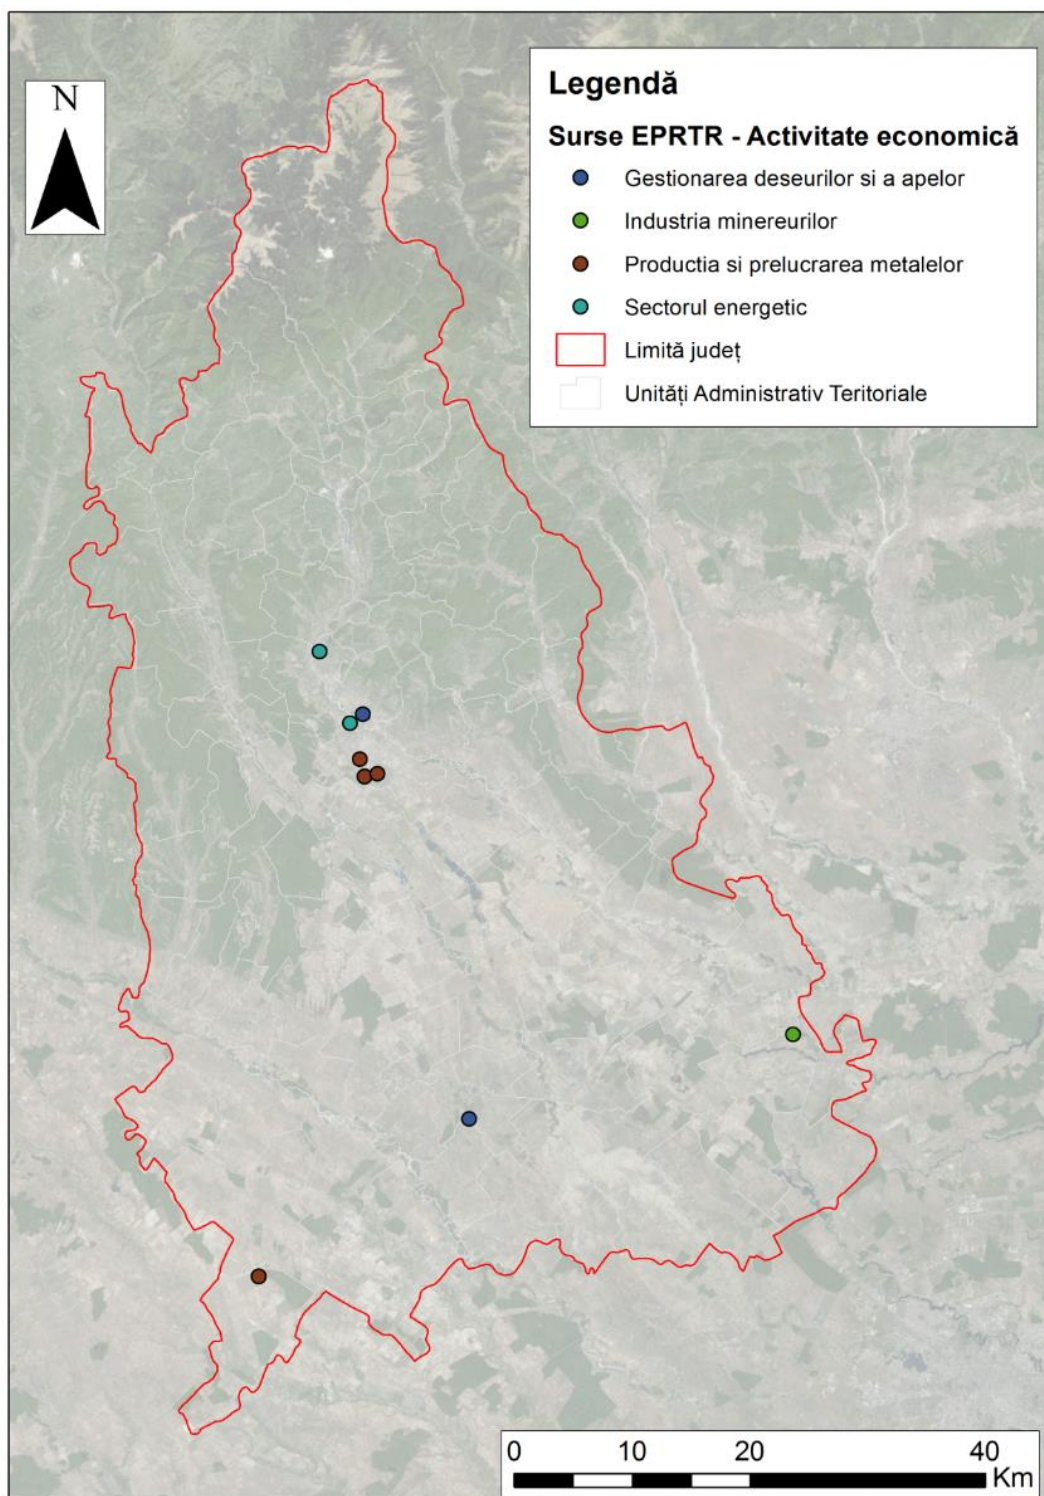 N
Legendă
Surse EPRTR - Activitate economică
Gestionarea deseurilor si a apelor
Industria minereurilor
Productia si prelucrarea metalelor
Sectorul energetic
Limită județ
Unități Administrativ Teritoriale
0 10 20 40
Km